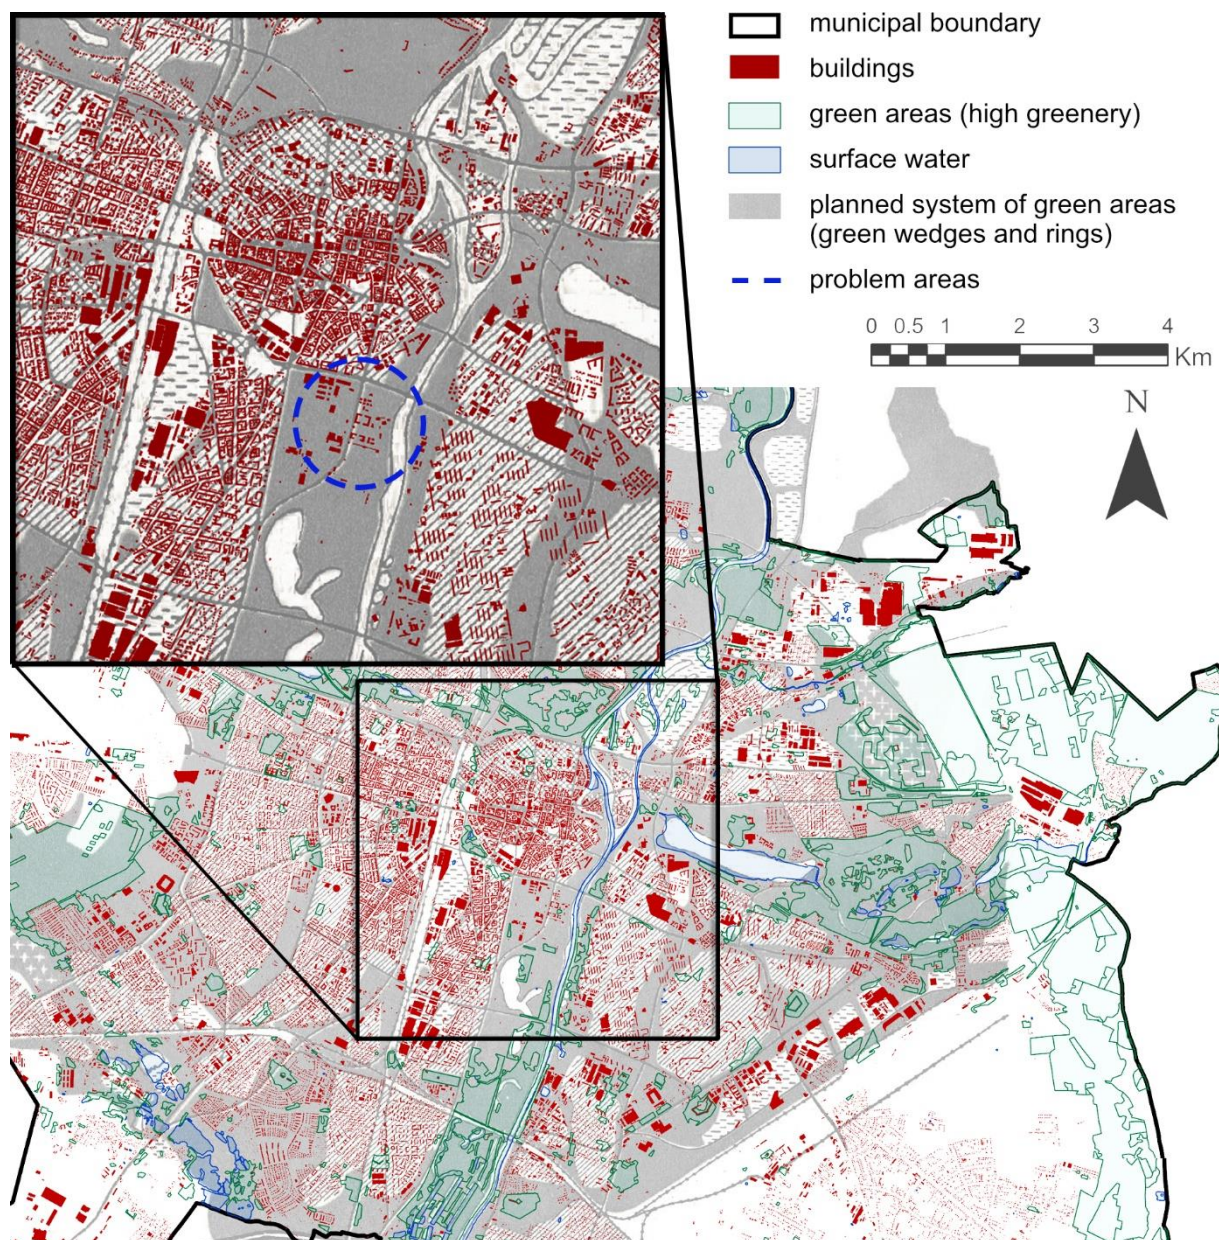 municipal boundary
buildings
green areas (high greenery)
surface water
planned system of green areas
(green wedges and rings)
problem areas
0 0.5 1 2 3 4
Km
N